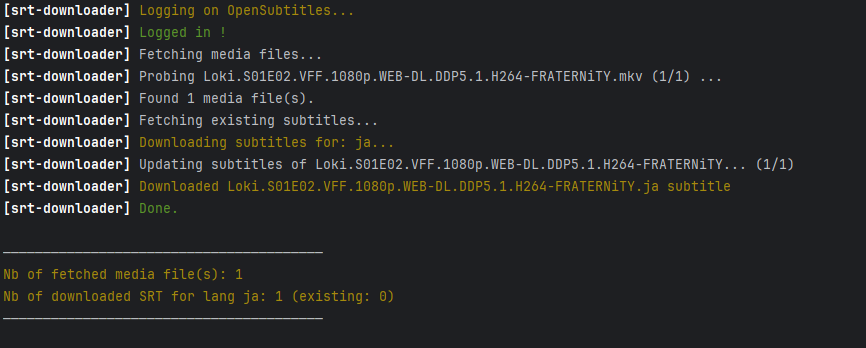 [srt-downloader] Logging on OpenSubtitles...
[srt-downloader] Logged in !
[srt-downloader] Fetching media files...
[srt-downloader] Probing Loki.S01E02.VFF.1080p.WEB-DL.DDP5.1.H264-FRATERNiTY.mkv (1/1) ...
[srt-downloader] Found 1 media file(s).
[srt-downloader] Fetching existing subtitles...
[srt-downloader] Downloading subtitles for: ja...
[srt-downloader] Updating subtitles of Loki.S01E02.VFF.1080p.WEB-DL.DDP5.1.H264-FRATERNiTY... (1/1)
[srt-downloader] Downloaded Loki.S01E02.VFF.1080p.WEB-DL.DDP5.1.H264-FRATERNiTY.ja subtitle
[srt-downloader] Done.
Nb of fetched media file(s): 1
Nb of downloaded SRT for lang ja: 1 (existing: 0)